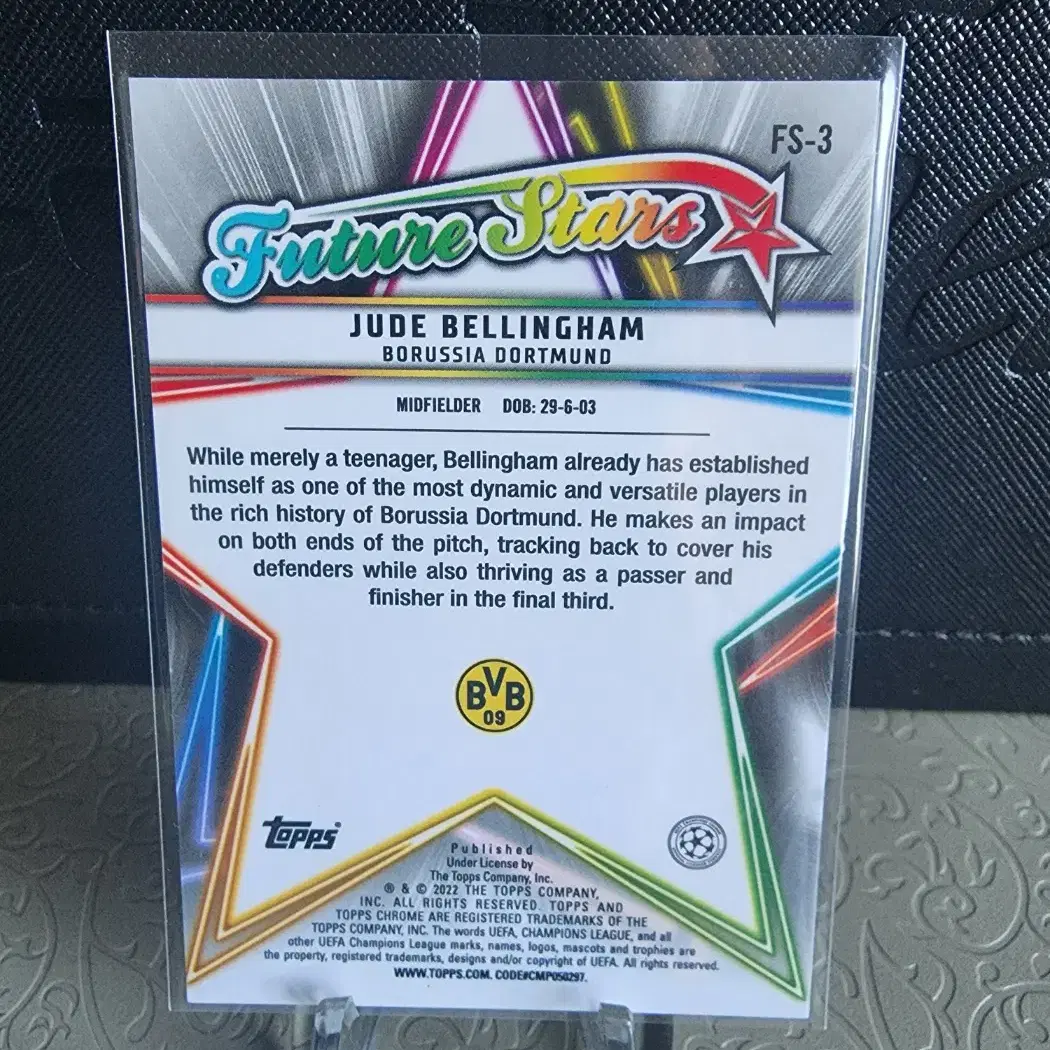 FS-3
Future Stars
JUDE BELLINGHAM
BORUSSIA DORTMUND
MIDFIELDER DOB: 29-6-03
While merely a teenager, Bellingham already has established
himself as one of the most dynamic and versatile players in
the rich history of Borussia Dortmund. He makes an impact
on both ends of the pitch, tracking back to cover his
defenders while also thriving as a passer and
finisher in the final third.
BVB
09
topps
Published
Under License by
The Topps Company, Inc.
® & © 2022 THE TOPPS COMPANY,
INC. ALL RIGHTS RESERVED. TOPPS AND
TOPPS CHROME ARE REGISTERED TRADEMARKS OF THE
TOPPS COMPANY, INC. The words UEFA, CHAMPIONS LEAGUE, and all
other UEFA Champions League marks, names, logos, mascots and trophies are
the property, registered trademarks, designs and/or copyright of UEFA. All rights reserved.
WWW.TOPPS.COM. CODE#CMP050297.